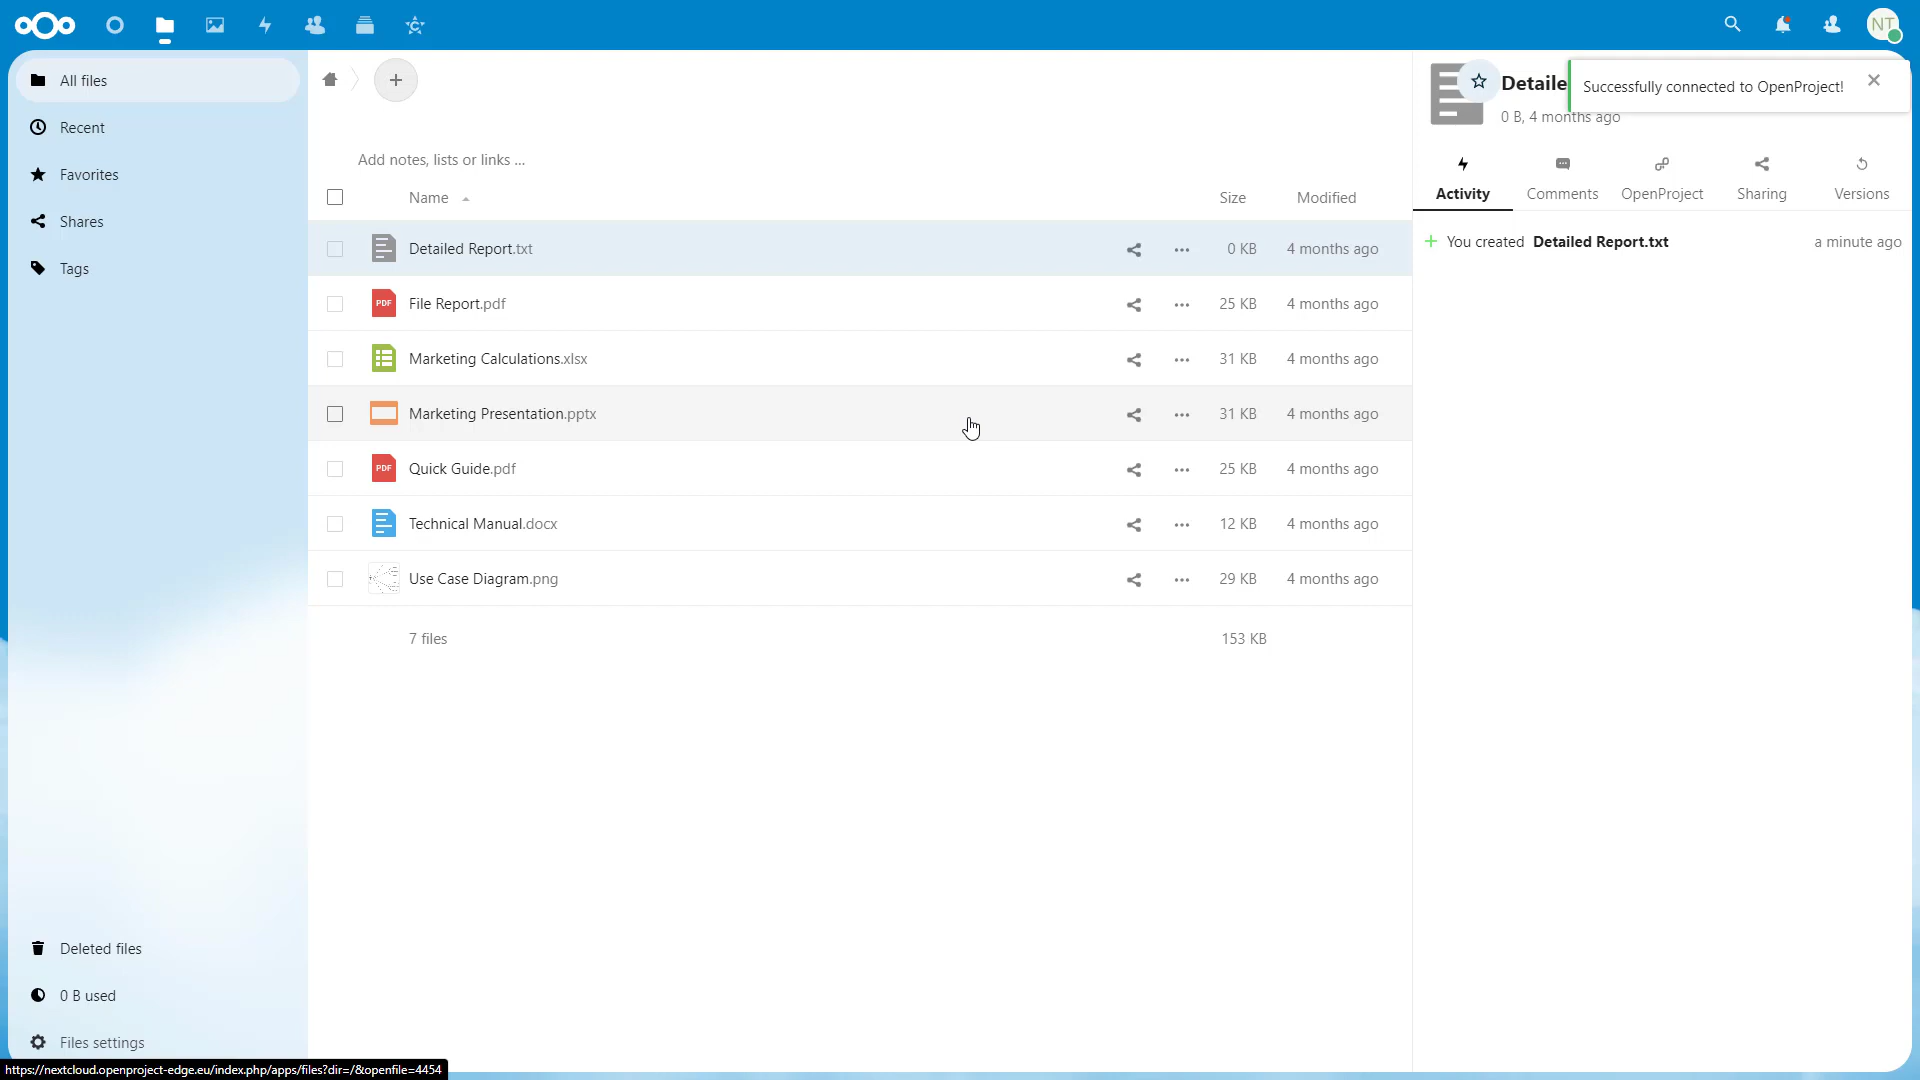 NT
All files
Recent
Favorites
Shares
Tags
Deleted files
0 B used
Files settings
+
Add notes, lists or links ...
Name Size Modified
Detailed Report.txt 0 KB 4 months ago
PDF File Report.pdf 25 KB 4 months ago
Marketing Calculations.xlsx 31 KB 4 months ago
Marketing Presentation.pptx 31 KB 4 months ago
PDF Quick Guide.pdf 25 KB 4 months ago
Technical Manual.docx 12 KB 4 months ago
Use Case Diagram.png 29 KB 4 months ago
7 files 153 KB
Detaile
Successfully connected to OpenProject!
0 B, 4 months ago
Activity Comments OpenProject Sharing Versions
+ You created Detailed Report.txt a minute ago
https://nextcloud.openproject-edge.eu/index.php/apps/files?dir=/&openfile=4454